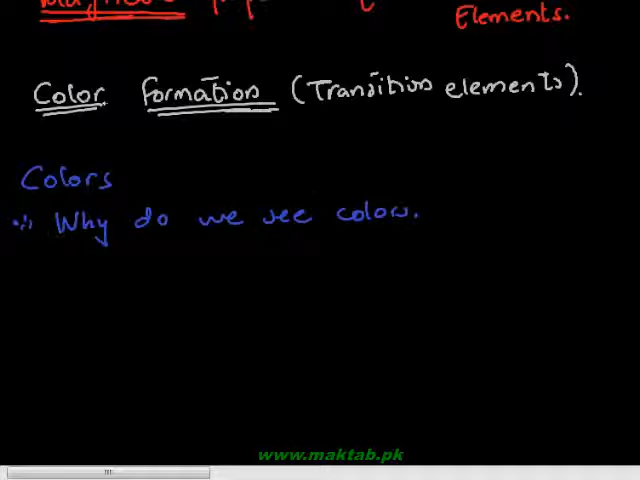 Elements.
Color Formation (Transition elements).
Colors
Why do we see color.
www.maktab.pk